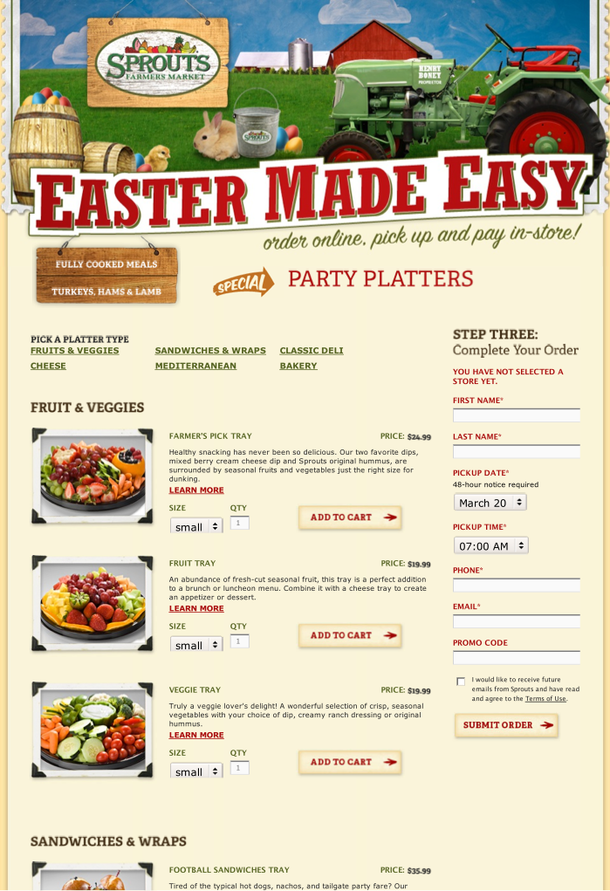 SPROUTS
FARMERS MARKET
HENRY
BONEY
PROPRIETOR
SPROUTS
EASTER MADE EASY
order online, pick up and pay in-store!
FULLY COOKED MEALS
TURKEYS, HAMS & LAMB
SPECIAL
PARTY PLATTERS
PICK A PLATTER TYPE
FRUITS & VEGGIES
SANDWICHES & WRAPS
CLASSIC DELI
CHEESE
MEDITERRANEAN
BAKERY
FRUIT & VEGGIES
FARMER'S PICK TRAY
PRICE: $24.99
Healthy snacking has never been so delicious. Our two favorite dips,
mixed berry cream cheese dip and Sprouts original hummus, are
surrounded by seasonal fruits and vegetables just the right size for
dunking.
LEARN MORE
SIZE
QTY
small
1
ADD TO CART
FRUIT TRAY
PRICE: $19.99
An abundance of fresh-cut seasonal fruit, this tray is a perfect addition
to a brunch or luncheon menu. Combine it with a cheese tray to create
an appetizer or dessert.
LEARN MORE
SIZE
QTY
small
1
ADD TO CART
VEGGIE TRAY
PRICE: $19.99
Truly a veggie lover's delight! A wonderful selection of crisp, seasonal
vegetables with your choice of dip, creamy ranch dressing or original
hummus.
LEARN MORE
SIZE
QTY
small
1
ADD TO CART
SANDWICHES & WRAPS
FOOTBALL SANDWICHES TRAY
PRICE: $35.99
Tired of the typical hot dogs, nachos, and tailgate party fare? Our
STEP THREE:
Complete Your Order
YOU HAVE NOT SELECTED A
STORE YET.
FIRST NAME*
LAST NAME*
PICKUP DATE*
48-hour notice required
March 20
PICKUP TIME*
07:00 AM
PHONE*
EMAIL*
PROMO CODE
I would like to receive future
emails from Sprouts and have read
and agree to the Terms of Use.
SUBMIT ORDER